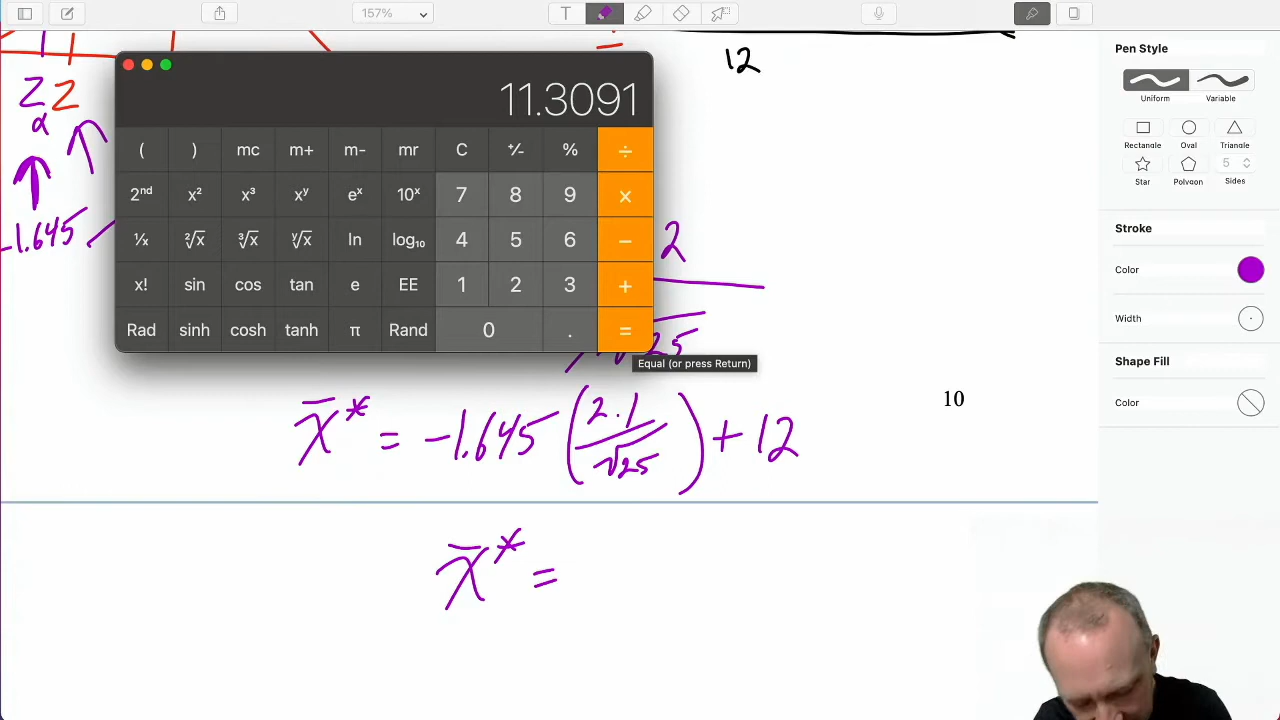 157%
T
Pen Style
Uniform Variable
Rectangle Oval Triangle
Star Polygon 5 Sides
Stroke
Color
Width
Shape Fill
Color
12
Z 2
α
-1.645
11.3091
( ) mc m+ m- mr C ⁺∕₋ % ÷
2ⁿᵈ x² x³ xʸ eˣ 10ˣ 7 8 9 ×
¹∕ₓ ²√x ³√x ʸ√x ln log₁₀ 4 5 6 −
x! sin cos tan e EE 1 2 3 +
Rad sinh cosh tanh π Rand 0 . =
Equal (or press Return)
2
√25
x̄* = -1.645 (2.1/√25) + 12
10
x̄* =